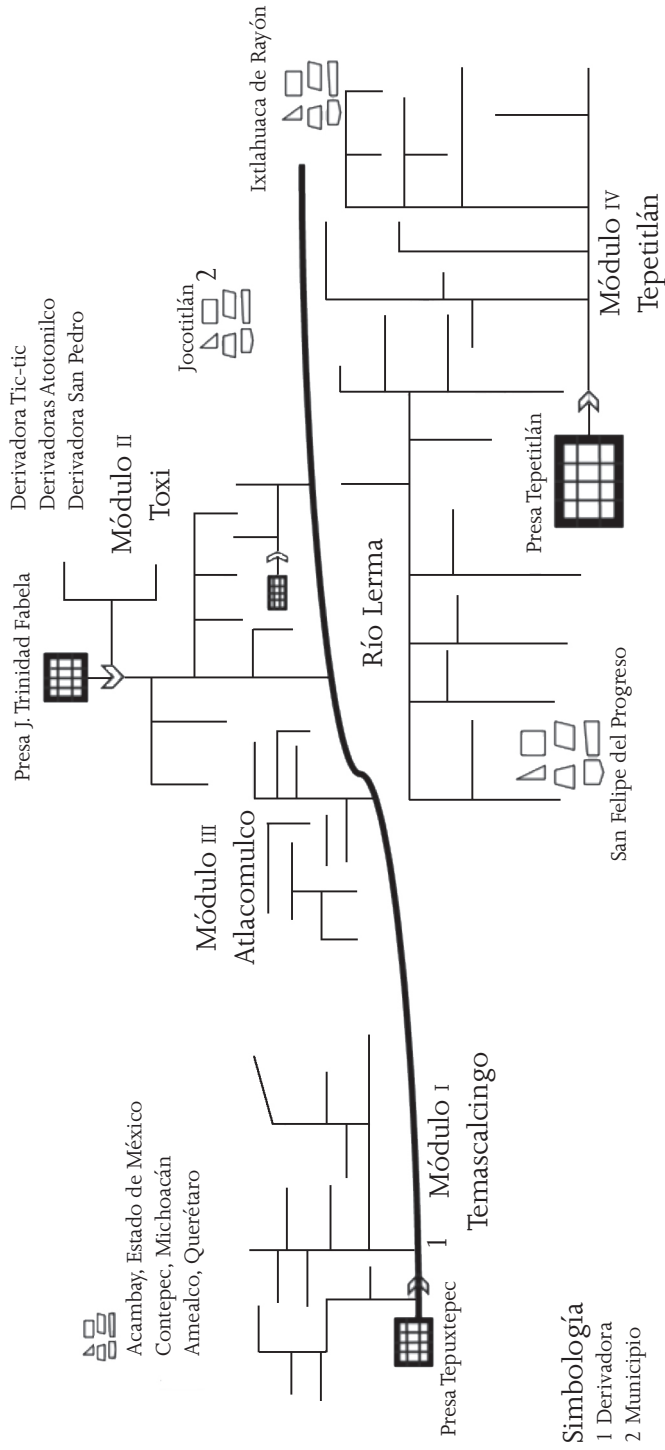 Acambay, Estado de México
Contepec, Michoacán
Amealco, Querétaro
Presa J. Trinidad Fabela
Derivadora Tic-tic
Derivadoras Atotonilco
Derivadora San Pedro
Módulo II
Toxi
Jocotitlán
2
Ixtlahuaca de Rayón
Módulo III
Atlacomulco
Río Lerma
Presa Tepuxtepec
1
Módulo I
Temascalcingo
San Felipe del Progreso
Presa Tepetitlán
Módulo IV
Tepetitlán
Simbología
1 Derivadora
2 Municipio